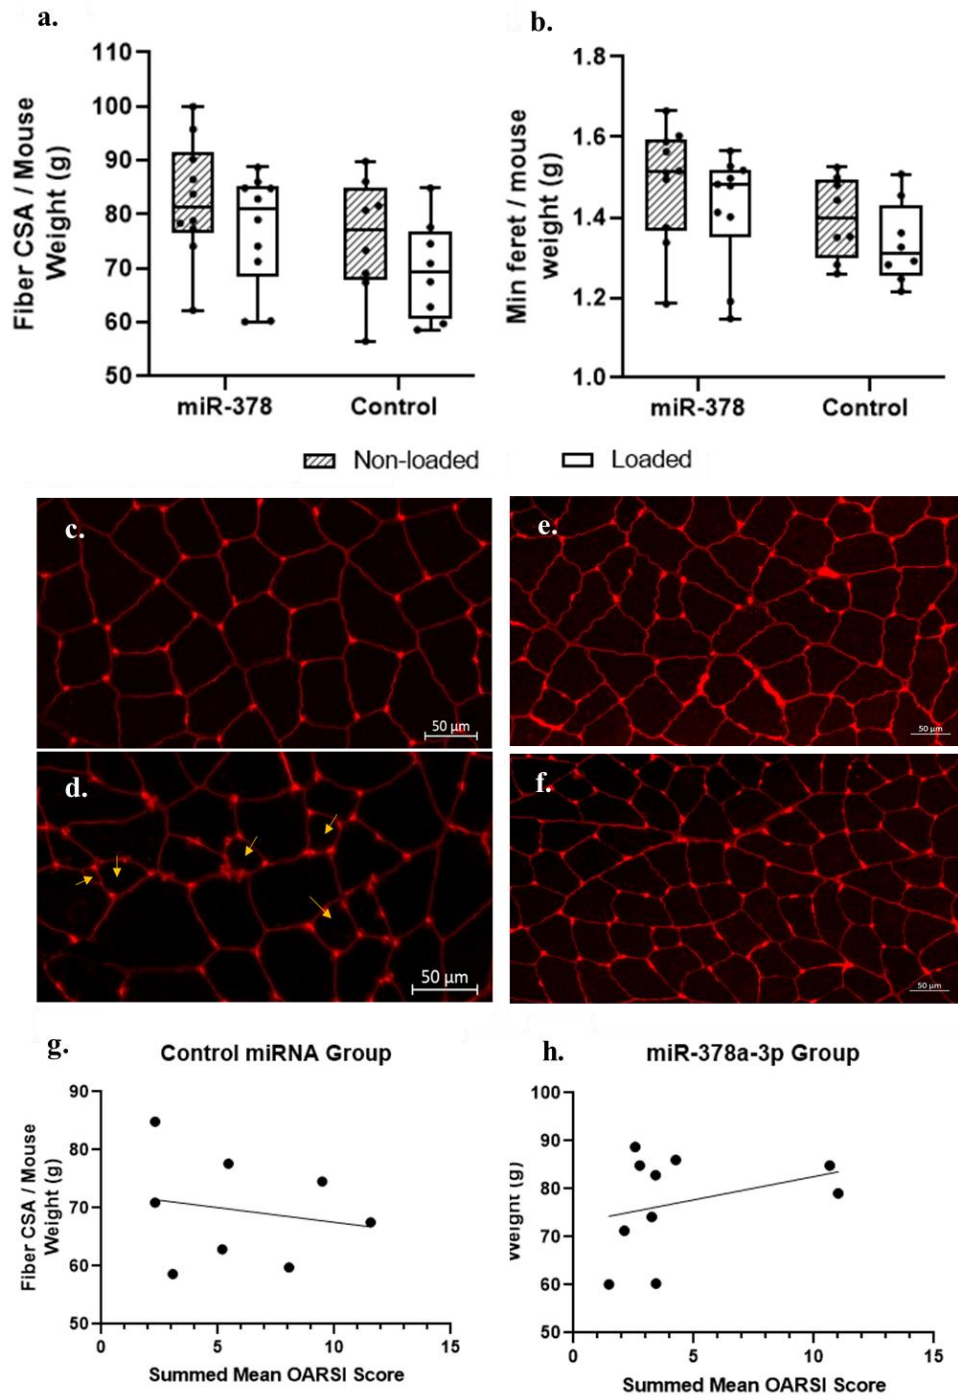 a.
110
100
90
80
70
60
50
Fiber CSA / Mouse
Weight (g)
miR-378
Control
b.
1.8
1.6
1.4
1.2
1.0
Min feret / mouse
weight (g)
miR-378
Control
Non-loaded
Loaded
c.
50 µm
e.
50 µm
d.
50 µm
f.
50 µm
g.
Control miRNA Group
90
80
70
60
50
Fiber CSA / Mouse
Weight (g)
0
5
10
15
Summed Mean OARSI Score
h.
miR-378a-3p Group
100
90
80
70
60
50
Weight (g)
0
5
10
15
Summed Mean OARSI Score